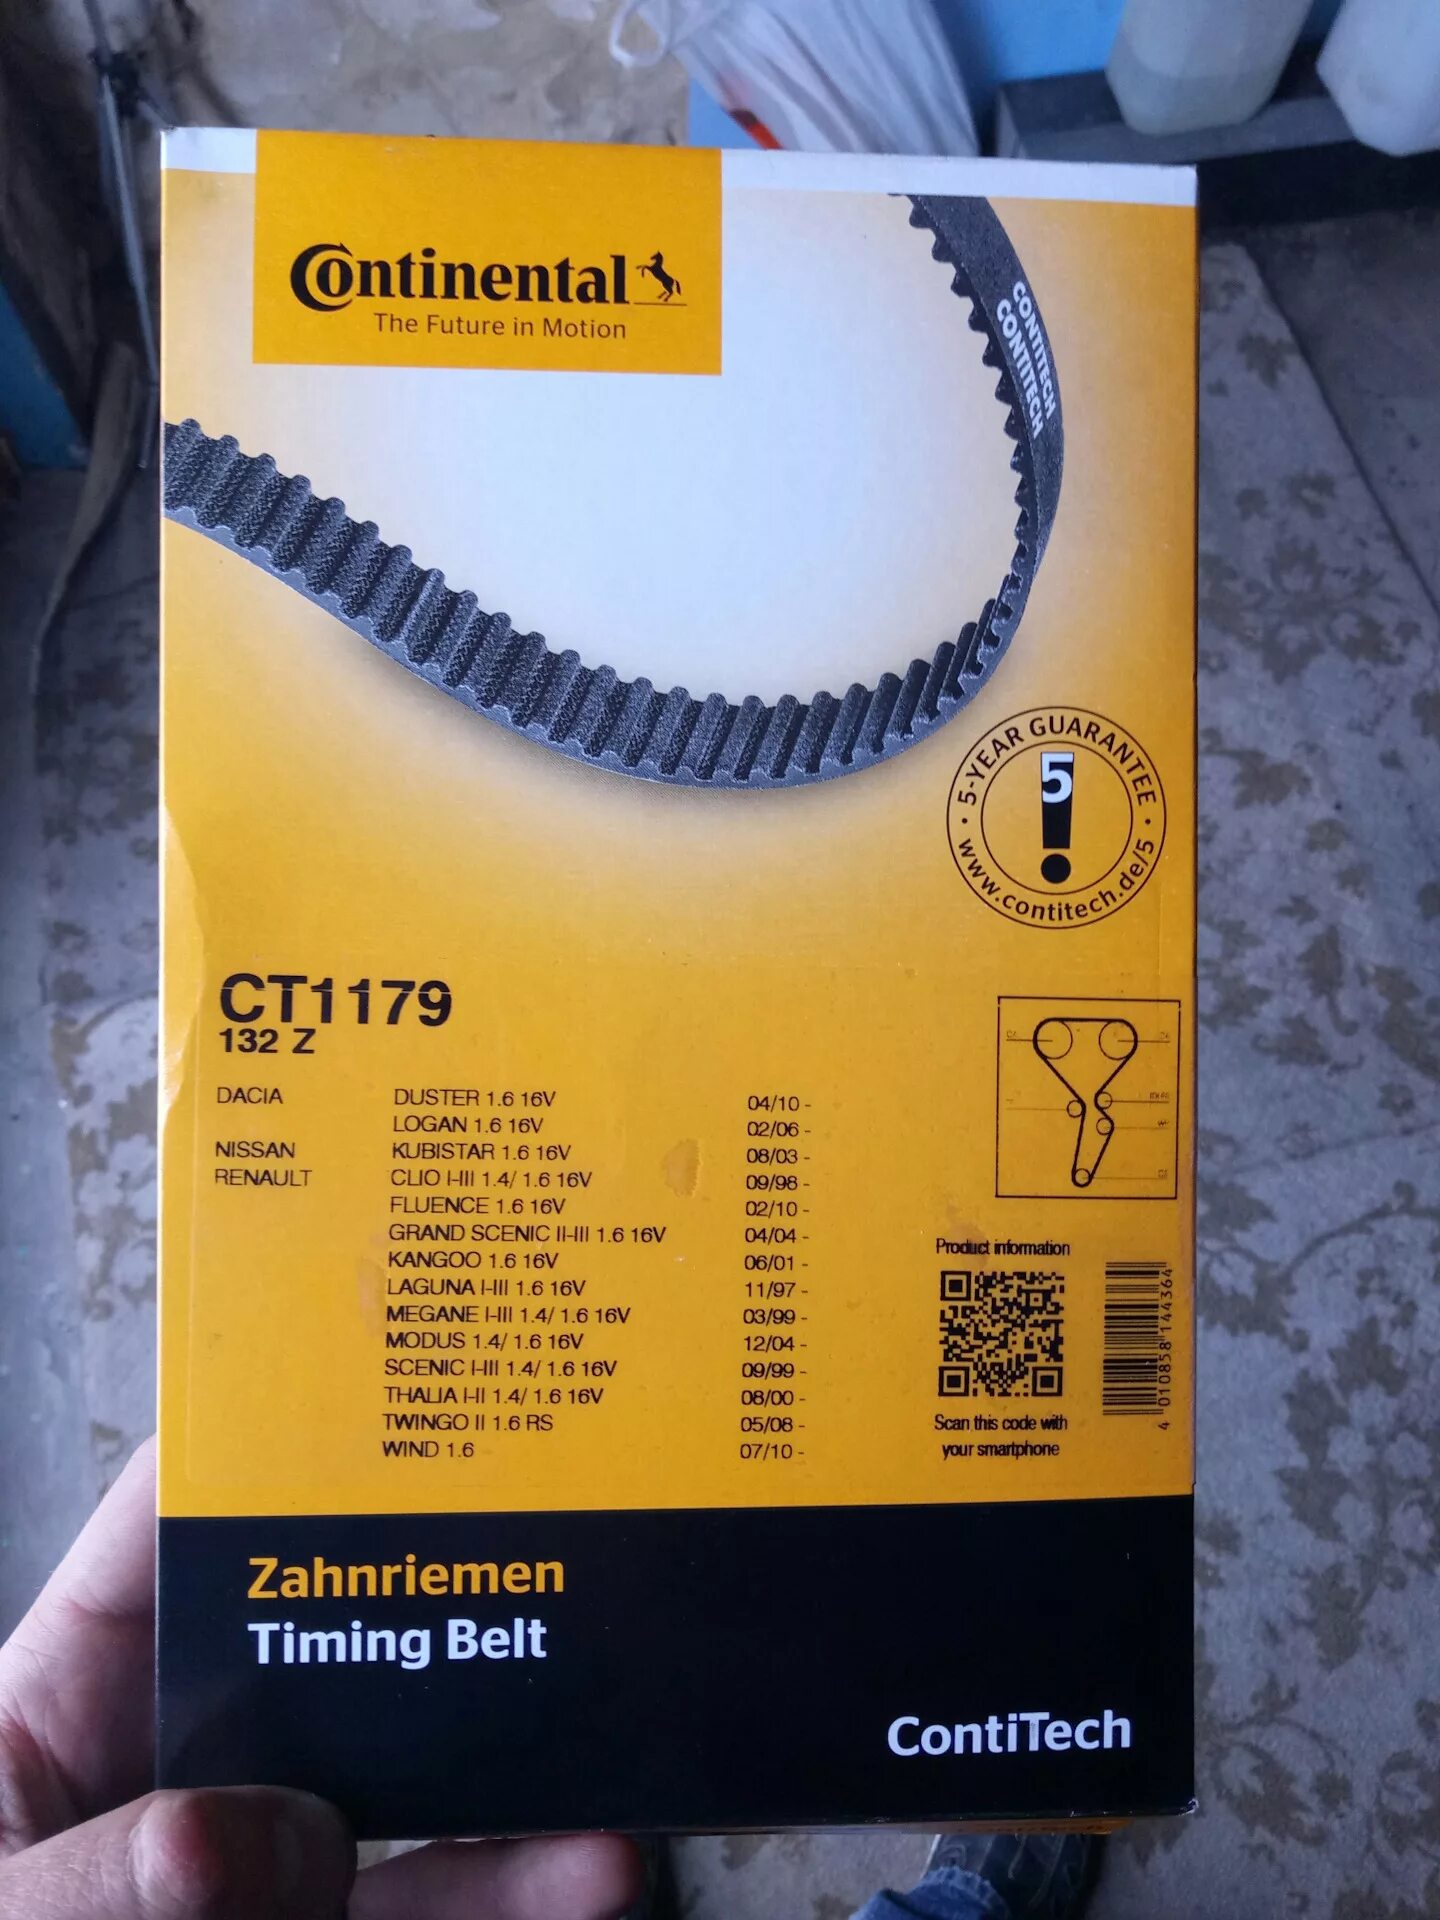 Continental
The Future in Motion
CONTITECH
CONTITECH
5-YEAR GUARANTEE
5
www.contitech.de/5
CT1179
132 Z
DACIA DUSTER 1.6 16V 04/10 -
LOGAN 1.6 16V 02/06 -
NISSAN KUBISTAR 1.6 16V 08/03 -
RENAULT CLIO I-III 1.4/ 1.6 16V 09/98 -
FLUENCE 1.6 16V 02/10 -
GRAND SCENIC II-III 1.6 16V 04/04 -
KANGOO 1.6 16V 06/01 -
LAGUNA I-III 1.6 16V 11/97 -
MEGANE I-III 1.4/ 1.6 16V 03/99 -
MODUS 1.4/ 1.6 16V 12/04 -
SCENIC I-III 1.4/ 1.6 16V 09/99 -
THALIA I-II 1.4/ 1.6 16V 08/00 -
TWINGO II 1.6 RS 05/08 -
WIND 1.6 07/10 -
Product information
Scan this code with
your smartphone
4 010858 144364
Zahnriemen
Timing Belt
ContiTech